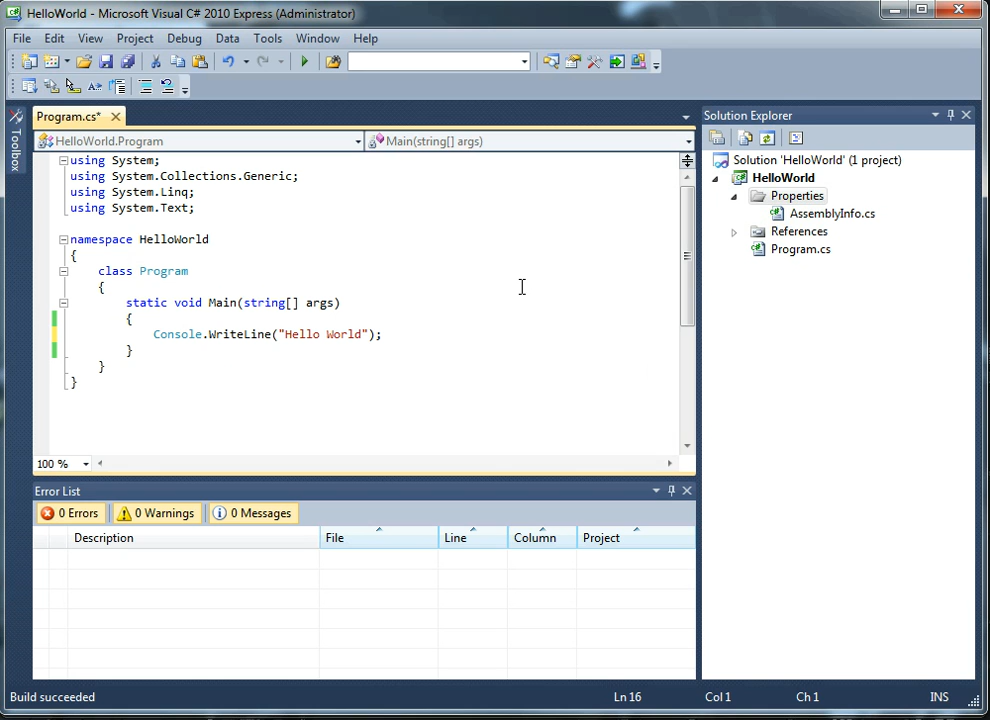 HelloWorld - Microsoft Visual C# 2010 Express (Administrator)
File Edit View Project Debug Data Tools Window Help
Program.cs*
Toolbox
HelloWorld.Program
Main(string[] args)
using System;
using System.Collections.Generic;
using System.Linq;
using System.Text;
namespace HelloWorld
{
class Program
{
static void Main(string[] args)
{
Console.WriteLine("Hello World");
}
}
}
100 %
Solution Explorer
Solution 'HelloWorld' (1 project)
HelloWorld
Properties
AssemblyInfo.cs
References
Program.cs
Error List
0 Errors 0 Warnings 0 Messages
Description File Line Column Project
Build succeeded Ln 16 Col 1 Ch 1 INS